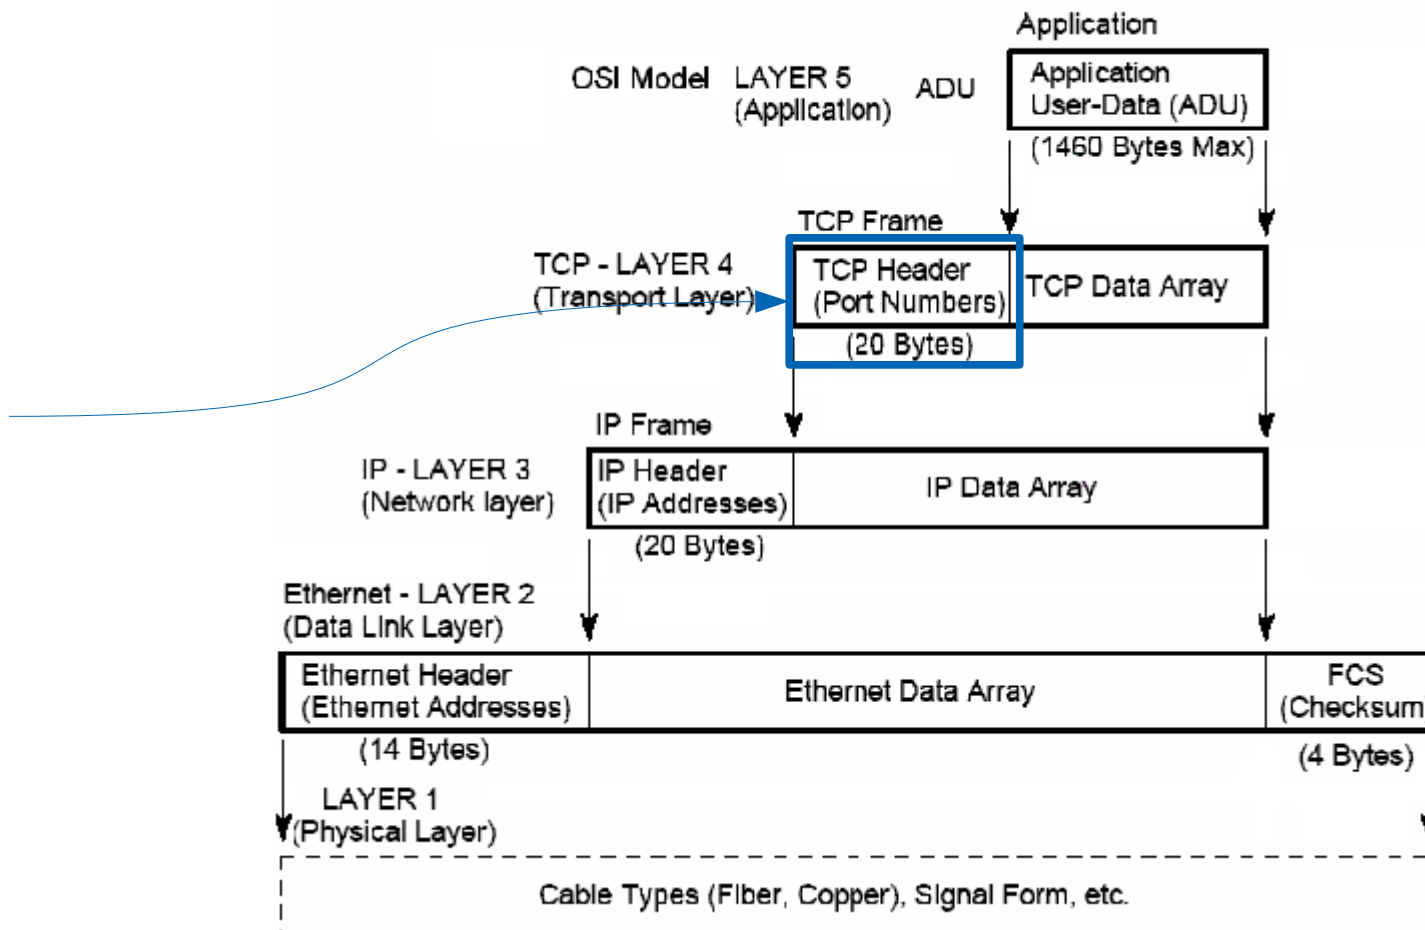 Application
OSI Model LAYER 5
(Application)
ADU
Application
User-Data (ADU)
(1460 Bytes Max)
TCP Frame
TCP - LAYER 4
(Transport Layer)
TCP Header
(Port Numbers)
TCP Data Array
(20 Bytes)
IP Frame
IP - LAYER 3
(Network layer)
IP Header
(IP Addresses)
IP Data Array
(20 Bytes)
Ethernet - LAYER 2
(Data Link Layer)
Ethernet Header
(Ethernet Addresses)
Ethernet Data Array
FCS
(Checksum)
(14 Bytes)
(4 Bytes)
LAYER 1
(Physical Layer)
Cable Types (Fiber, Copper), Signal Form, etc.